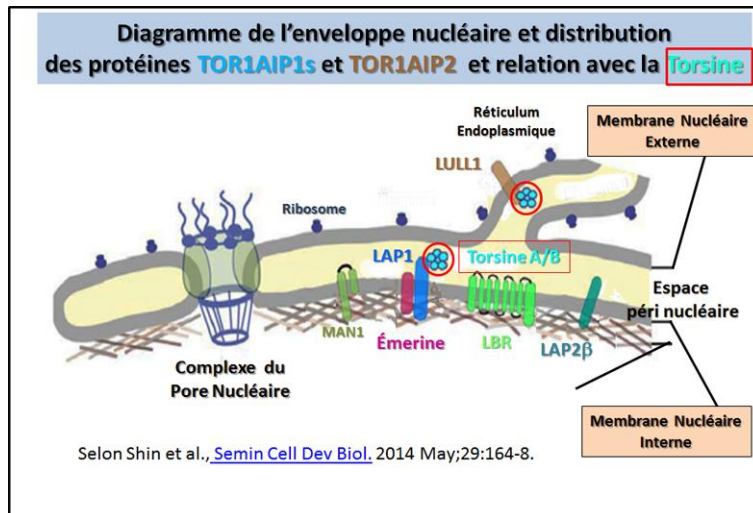 Diagramme de l'enveloppe nucléaire et distribution
des protéines TOR1AIP1s et TOR1AIP2 et relation avec la Torsine
Réticulum
Endoplasmique
Membrane Nucléaire
Externe
LULL1
Ribosome
LAP1
Torsine A/B
Espace
péri nucléaire
MAN1
Émerine
LBR
LAP2β
Complexe du
Pore Nucléaire
Membrane Nucléaire
Interne
Selon Shin et al., Semin Cell Dev Biol. 2014 May;29:164-8.